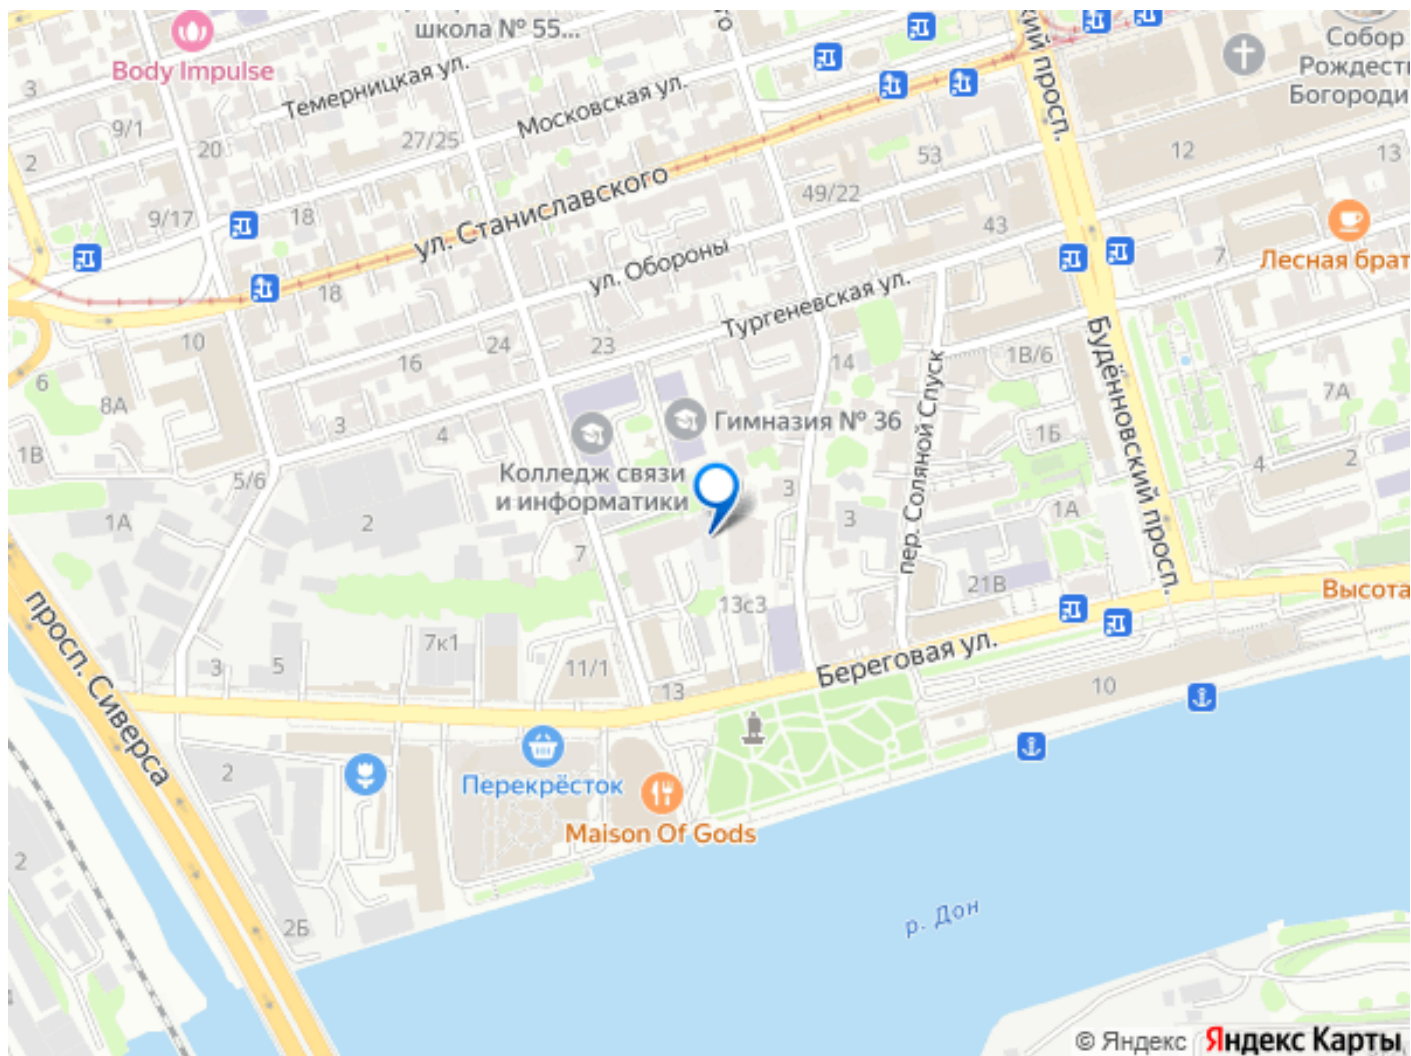 школа № 55...
Body Impulse
Темерницкая ул.
Московская ул.
Собор
Рождест
Богороди
кий просп.
3
9/1
2
20
27/25
53
12
13
49/22
9/17
18
ул. Станиславского
43
ул. Обороны
7
Лесная брат
18
Тургеневская ул.
10
16
24
23
14
1В/6
Будённовский просп.
6
8А
7А
3
4
Гимназия № 36
1Б
1В
Колледж связи
и информатики
5/6
3
4
2
1А
2
3
пер. Соляной Спуск
1А
7
21В
Высота
13с3
просп. Сиверса
7к1
Береговая ул.
3
5
11/1
13
10
2
Перекрёсток
Maison Of Gods
2
2Б
р. Дон
© Яндекс Яндекс Карты